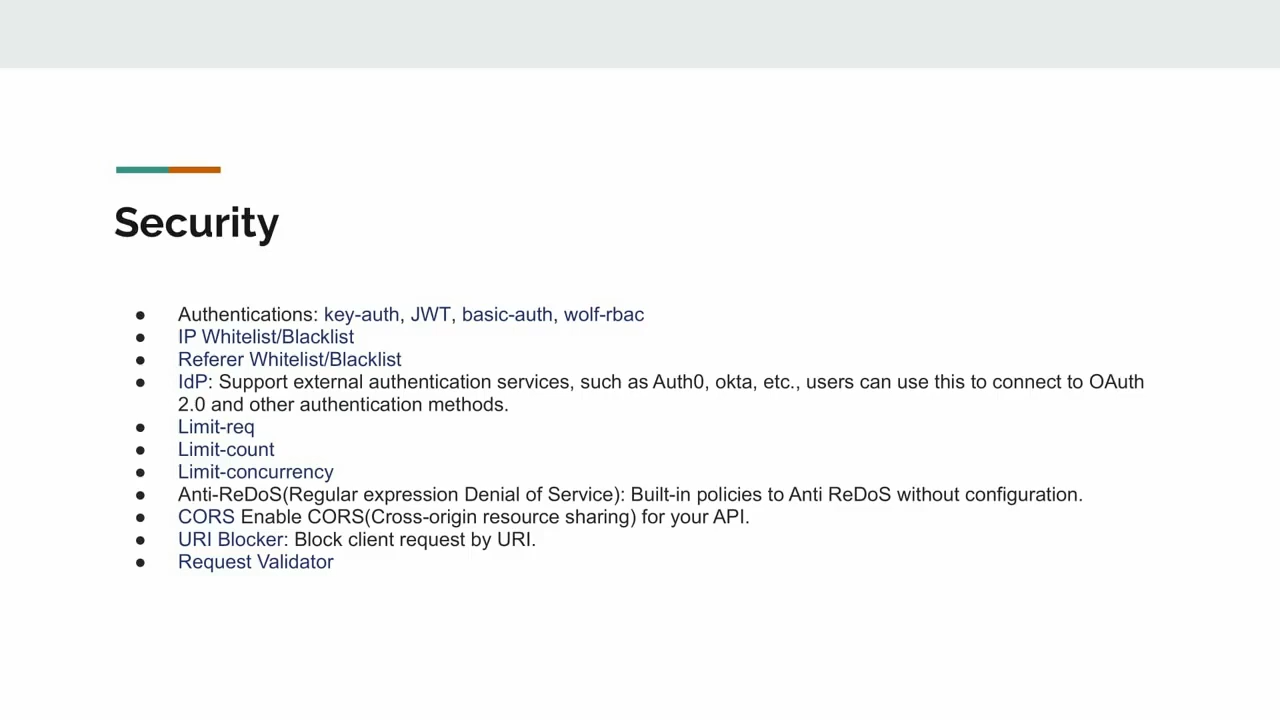 Security
● Authentications: key-auth, JWT, basic-auth, wolf-rbac
● IP Whitelist/Blacklist
● Referer Whitelist/Blacklist
● IdP: Support external authentication services, such as Auth0, okta, etc., users can use this to connect to OAuth
2.0 and other authentication methods.
● Limit-req
● Limit-count
● Limit-concurrency
● Anti-ReDoS(Regular expression Denial of Service): Built-in policies to Anti ReDoS without configuration.
● CORS Enable CORS(Cross-origin resource sharing) for your API.
● URI Blocker: Block client request by URI.
● Request Validator